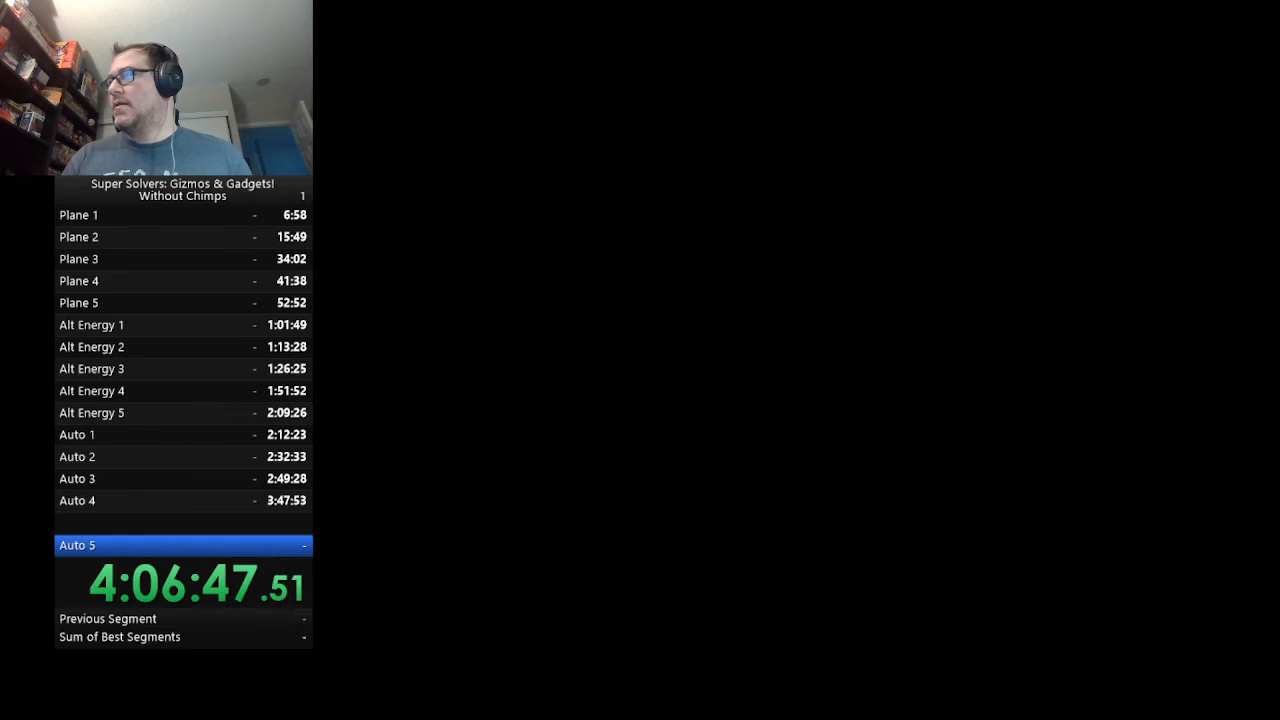 Super Solvers: Gizmos & Gadgets!
Without Chimps 1
Plane 1 - 6:58
Plane 2 - 15:49
Plane 3 - 34:02
Plane 4 - 41:38
Plane 5 - 52:52
Alt Energy 1 - 1:01:49
Alt Energy 2 - 1:13:28
Alt Energy 3 - 1:26:25
Alt Energy 4 - 1:51:52
Alt Energy 5 - 2:09:26
Auto 1 - 2:12:23
Auto 2 - 2:32:33
Auto 3 - 2:49:28
Auto 4 - 3:47:53
Auto 5 -
4:06:47.51
Previous Segment -
Sum of Best Segments -